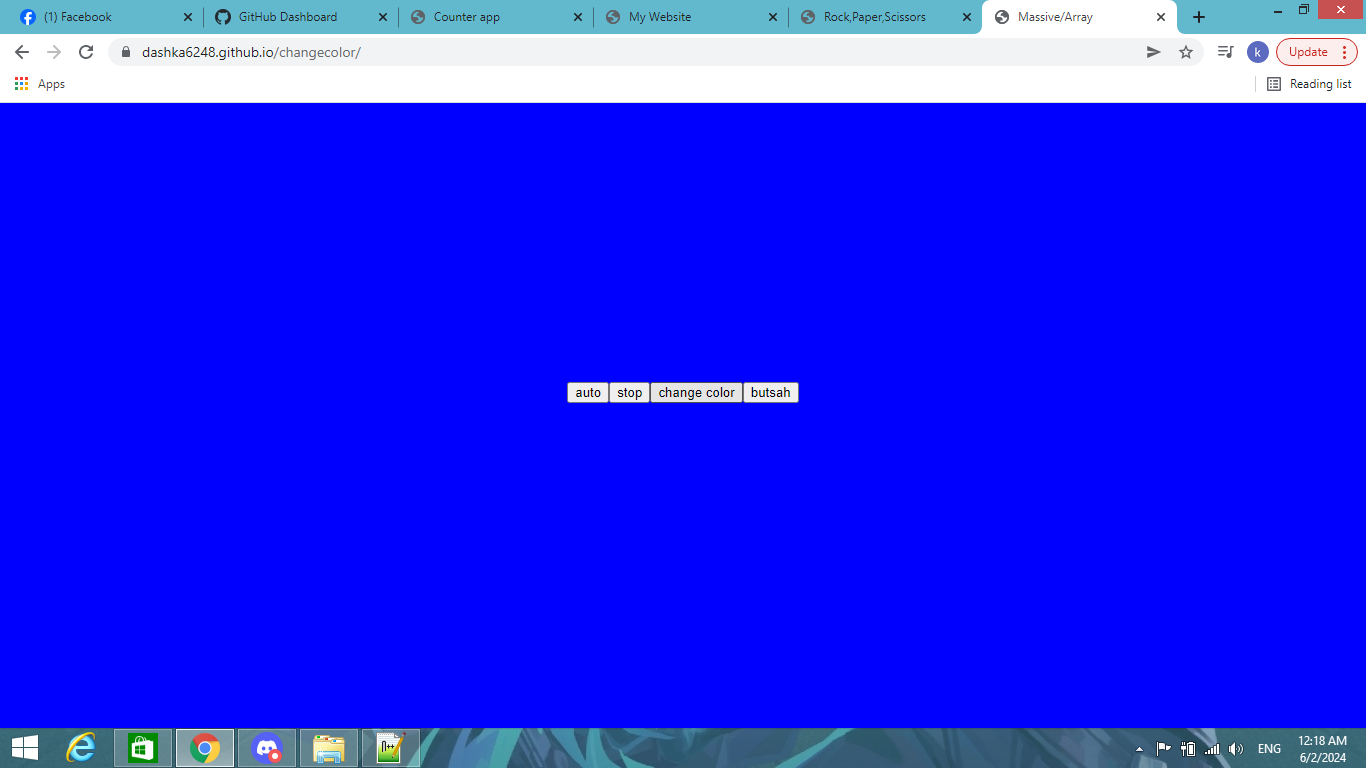 (1) Facebook
GitHub Dashboard
Counter app
My Website
Rock,Paper,Scissors
Massive/Array
dashka6248.github.io/changecolor/
k
Update
Apps
Reading list
auto
stop
change color
butsah
ENG
12:18 AM
6/2/2024